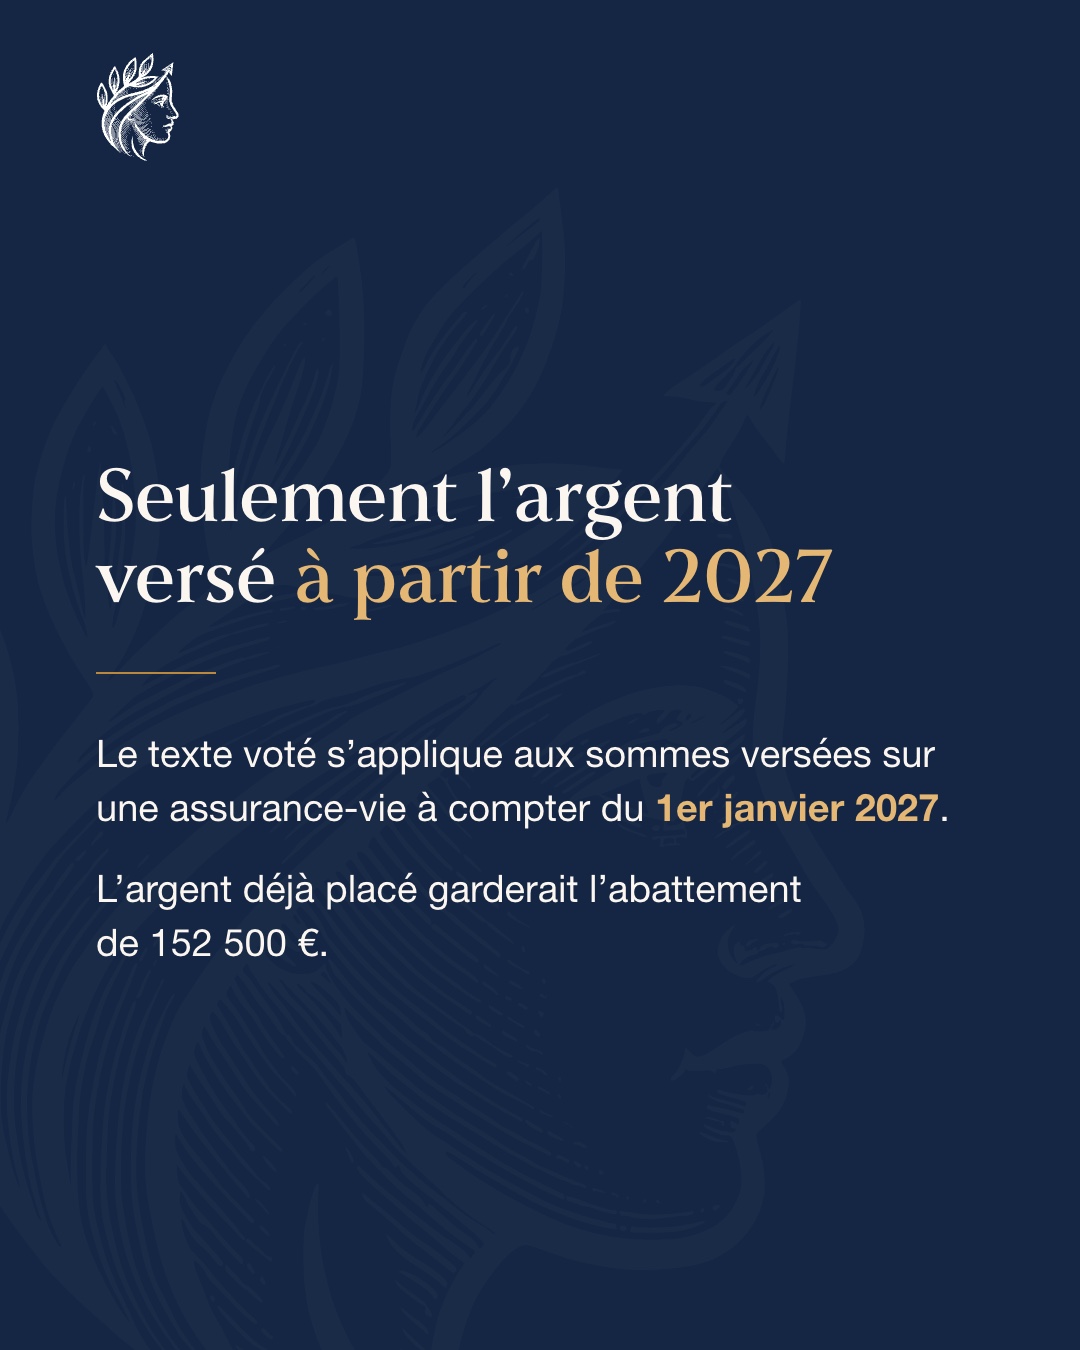 Seulement l’argent
versé à partir de 2027
Le texte voté s’applique aux sommes versées sur
une assurance-vie à compter du 1er janvier 2027.
L’argent déjà placé garderait l’abattement
de 152 500 €.